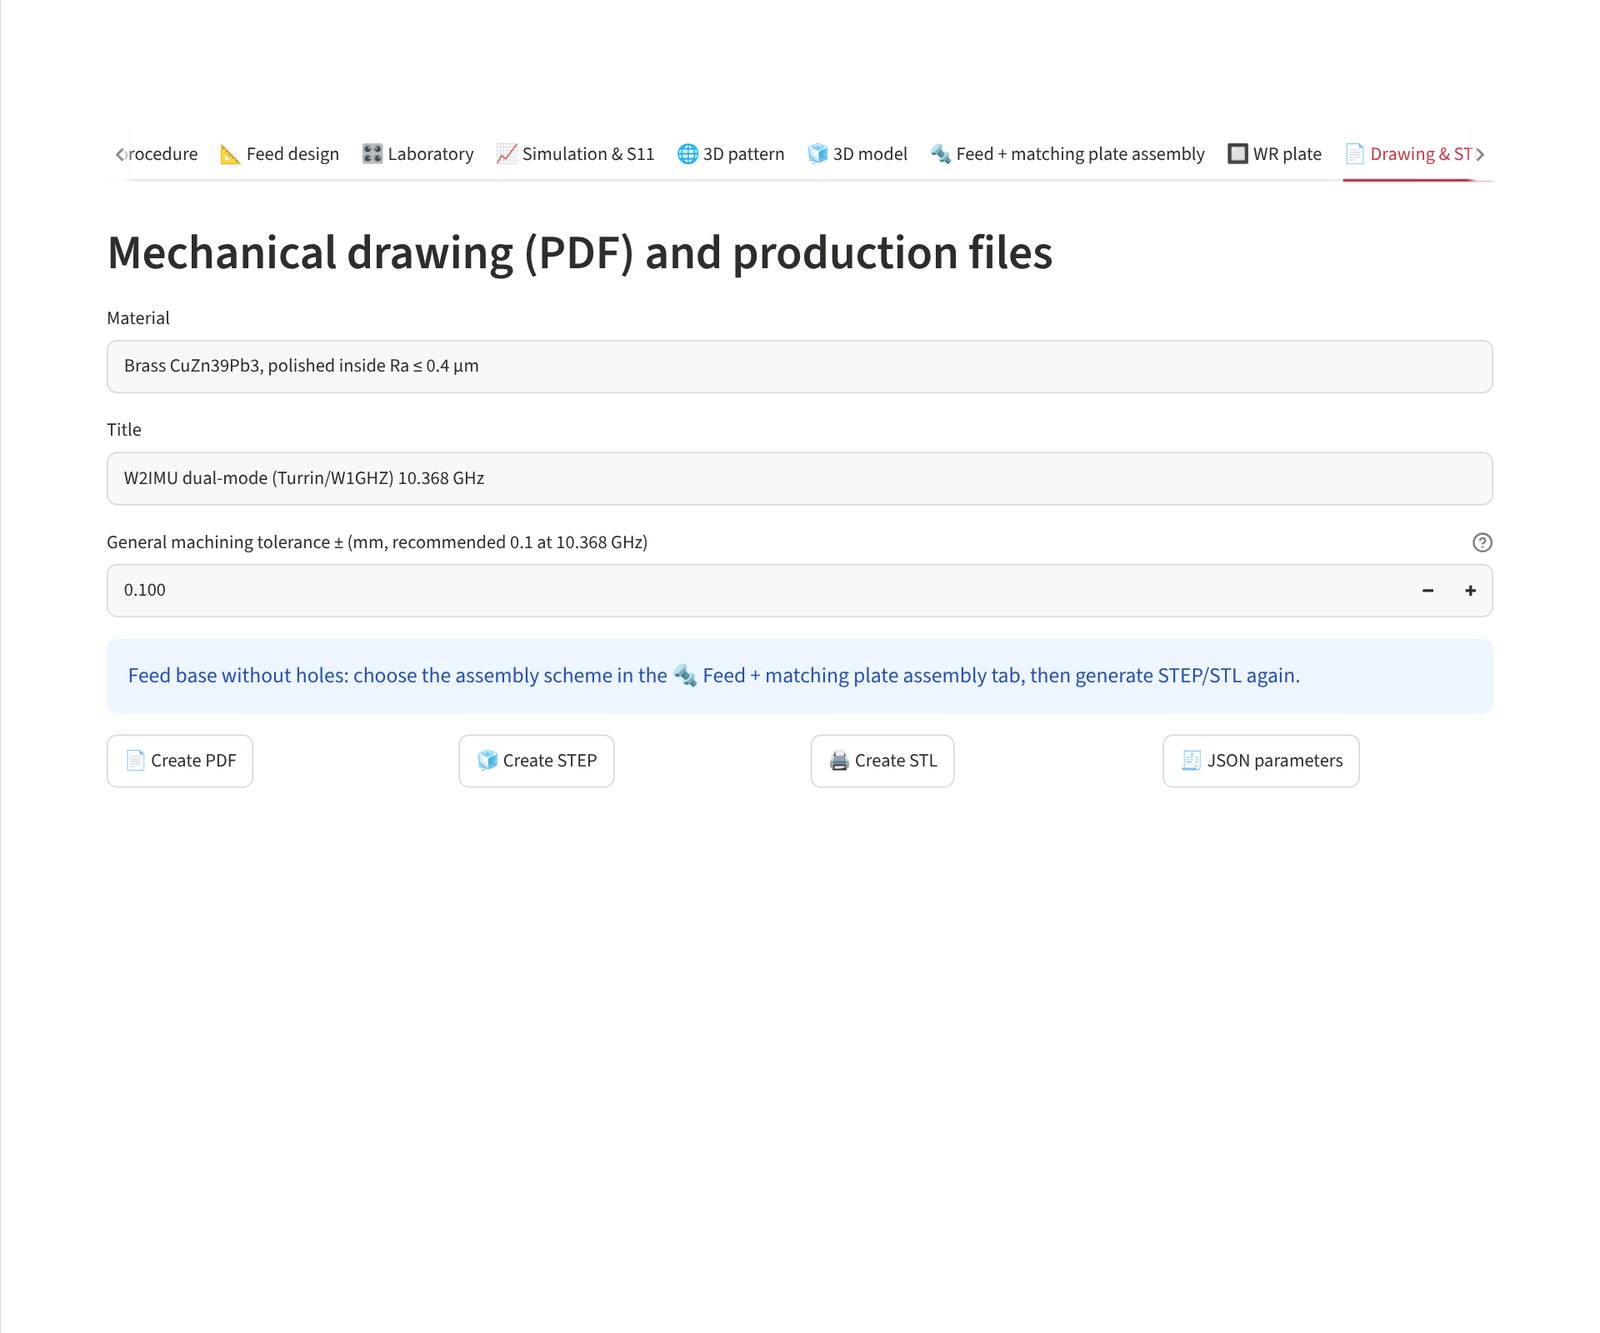 rocedure 📐 Feed design 🎛️ Laboratory 📈 Simulation & S11 🌐 3D pattern 🧊 3D model 🔩 Feed + matching plate assembly 🔲 WR plate 📄 Drawing & ST
Mechanical drawing (PDF) and production files
Material
Brass CuZn39Pb3, polished inside Ra ≤ 0.4 µm
Title
W2IMU dual-mode (Turrin/W1GHZ) 10.368 GHz
General machining tolerance ± (mm, recommended 0.1 at 10.368 GHz)
0.100
Feed base without holes: choose the assembly scheme in the 🔩 Feed + matching plate assembly tab, then generate STEP/STL again.
📄 Create PDF 🧊 Create STEP 🖨️ Create STL 🧾 JSON parameters